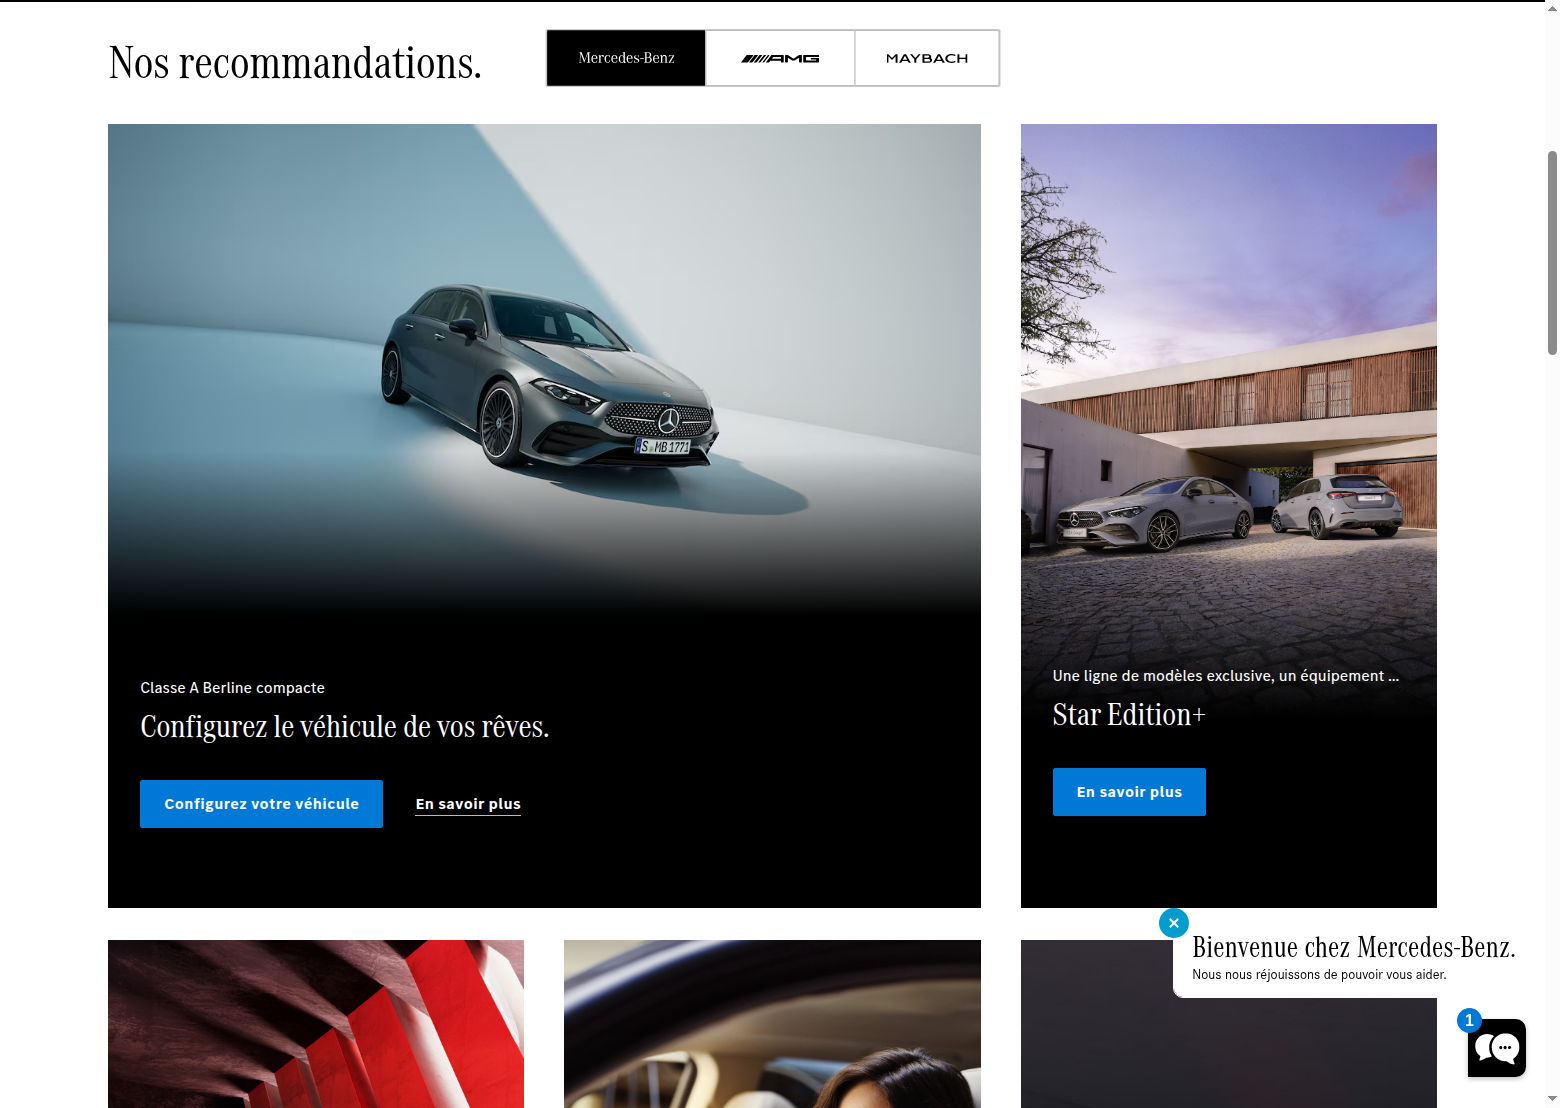 Nos recommandations.
Mercedes-Benz
AMG
MAYBACH
S MB 1771
Classe A Berline compacte
Configurez le véhicule de vos rêves.
Configurez votre véhicule
En savoir plus
Une ligne de modèles exclusive, un équipement ...
Star Edition+
En savoir plus
Bienvenue chez Mercedes-Benz.
Nous nous réjouissons de pouvoir vous aider.
1